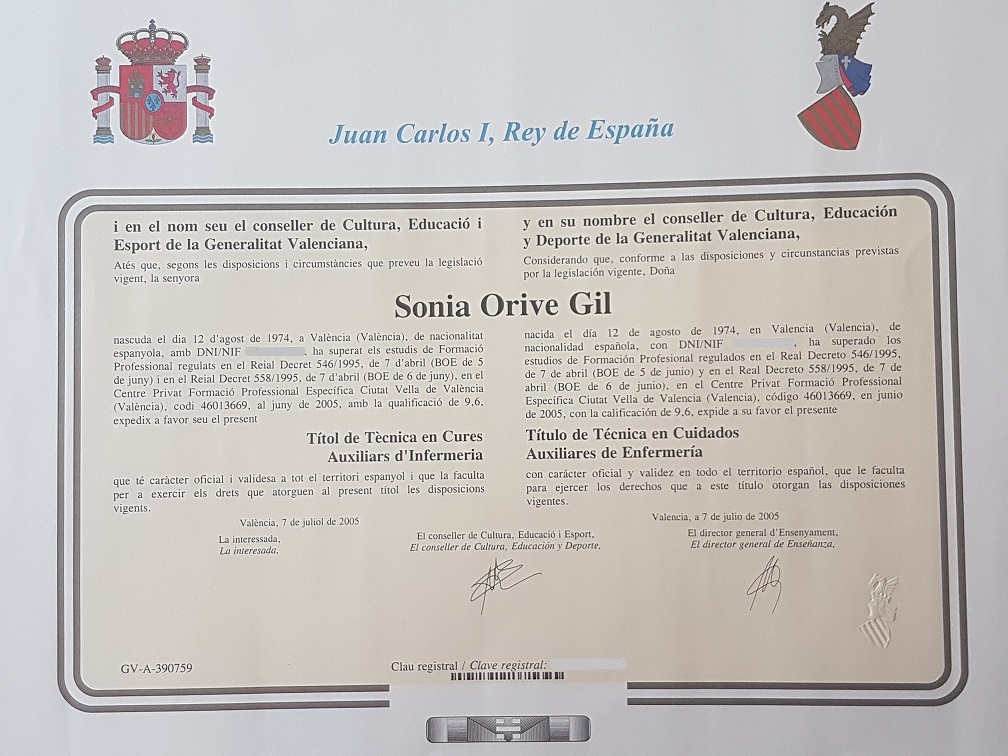 Juan Carlos I, Rey de España
i en el nom seu el conseller de Cultura, Educació i
Esport de la Generalitat Valenciana,
Atés que, segons les disposicions i circumstàncies que preveu la legislació
vigent, la senyora
y en su nombre el conseller de Cultura, Educación
y Deporte de la Generalitat Valenciana,
Considerando que, conforme a las disposiciones y circunstancias previstas
por la legislación vigente, Doña
Sonia Orive Gil
nascuda el dia 12 d'agost de 1974, a València (València), de nacionalitat
espanyola, amb DNI/NIF , ha superat els estudis de Formació
Professional regulats en el Reial Decret 546/1995, de 7 d'abril (BOE de 5
de juny) i en el Reial Decret 558/1995, de 7 d'abril (BOE de 6 de juny), en el
Centre Privat Formació Professional Específica Ciutat Vella de València
(València), codi 46013669, al juny de 2005, amb la qualificació de 9,6,
expedix a favor seu el present
Títol de Tècnica en Cures
Auxiliars d'Infermeria
que té caràcter oficial i validesa a tot el territori espanyol i que la faculta
per a exercir els drets que atorguen al present títol les disposicions
vigents.
València, 7 de juliol de 2005
nacida el día 12 de agosto de 1974, en Valencia (Valencia), de
nacionalidad española, con DNI/NIF , ha superado los
estudios de Formación Profesional regulados en el Real Decreto 546/1995,
de 7 de abril (BOE de 5 de junio) y en el Real Decreto 558/1995, de 7 de
abril (BOE de 6 de junio), en el Centre Privat Formació Professional
Específica Ciutat Vella de Valencia (Valencia), código 46013669, en junio
de 2005, con la calificación de 9,6, expide a su favor el presente
Título de Técnica en Cuidados
Auxiliares de Enfermería
con carácter oficial y validez en todo el territorio español, que le faculta
para ejercer los derechos que a este título otorgan las disposiciones
vigentes.
Valencia, a 7 de julio de 2005
La interessada,
La interesada,
El conseller de Cultura, Educació i Esport,
El conseller de Cultura, Educación y Deporte,
El director general d'Ensenyament,
El director general de Enseñanza,
GV-A-390759
Clau registral / Clave registral: